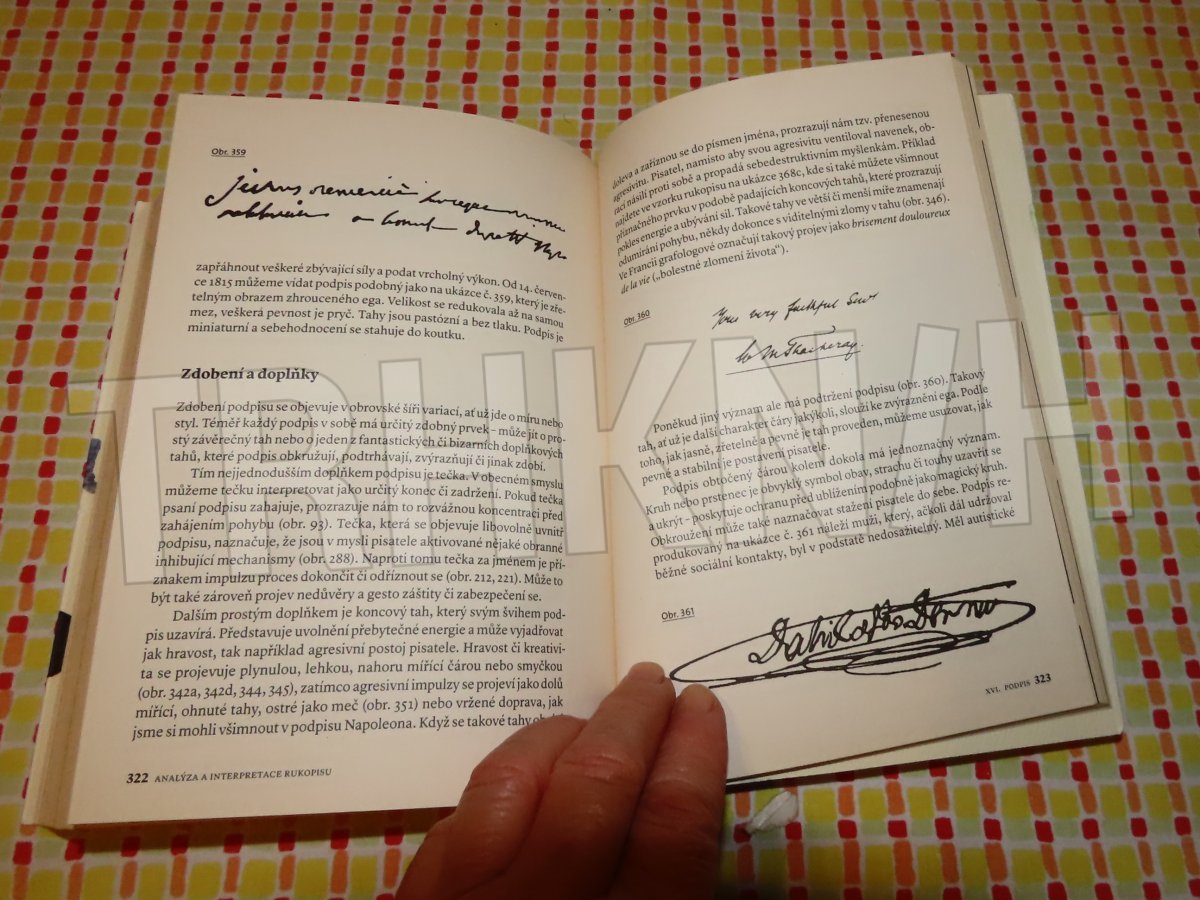 Obr. 359
zapřáhnout veškeré zbývající síly a podat vrcholný výkon. Od 14. červen-
ce 1815 můžeme vídat podpis podobný jako na ukázce č. 359, který je zře-
telným obrazem zhrouceného ega. Velikost se redukovala až na samou
mez, veškerá pevnost je pryč. Tahy jsou pastózní a bez tlaku. Podpis je
miniaturní a sebehodnocení se stahuje do koutku.
Zdobení a doplňky
Zdobení podpisu se objevuje v obrovské šíři variací, ať už jde o míru nebo
styl. Téměř každý podpis v sobě má určitý zdobný prvek – může jít o pro-
stý závěrečný tah nebo o jeden z fantastických či bizarních doplňkových
tahů, které podpis obkružují, podtrhávají, zvýrazňují či jinak zdobí.
Tím nejjednodušším doplňkem podpisu je tečka. V obecném smyslu
můžeme tečku interpretovat jako určitý konec či zadržení. Pokud tečka
psaní podpisu zahajuje, prozrazuje nám to rozvážnou koncentraci před
zahájením pohybu (obr. 93). Tečka, která se objevuje libovolně uvnitř
podpisu, naznačuje, že jsou v mysli pisatele aktivované nějaké obranné
inhibující mechanismy (obr. 288). Naproti tomu tečka za jménem je pří-
znakem impulzu proces dokončit či odříznout se (obr. 212, 221). Může to
být také zároveň projev nedůvěry a gesto záštity či zabezpečení se.
Dalším prostým doplňkem je koncový tah, který svým švihem pod-
pis uzavírá. Představuje uvolnění přebytečné energie a může vyjadřovat
jak hravost, tak například agresivní postoj pisatele. Hravost či kreativi-
ta se projevuje plynulou, lehkou, nahoru mířící čárou nebo smyčkou
(obr. 342a, 342d, 344, 345), zatímco agresivní impulzy se projeví jako dolů
mířící, ohnuté tahy, ostré jako meč (obr. 351) nebo vržené doprava, jak
jsme si mohli všimnout v podpisu Napoleona. Když se takové tahy
322 ANALÝZA A INTERPRETACE RUKOPISU
doleva a zaříznou se do písmen jména, prozrazují nám tzv. přenesenou
agresivitu. Pisatel, namisto aby svou agresivitu ventiloval navenek, ob-
rací násilí proti sobě a propadá sebedestruktivním myšlenkám. Příklad
najdete ve vzorku rukopisu na ukázce 368c, kde si také můžete všimnout
příznačného prvku v podobě padajících koncových tahů, které prozrazují
pokles energie a ubývání sil. Takové tahy ve větší či menší míře znamenají
odumírání pohybu, někdy dokonce s viditelnými zlomy v tahu (obr. 346).
Ve Francii grafologové označují takový projev jako brisement douloureux
de la vie („bolestné zlomení života“).
Obr. 360
Yours very faithful Servt
W M Thackeray.
Poněkud jiný význam ale má podtržení podpisu (obr. 360). Takový
tah, ať už je další charakter čáry jakýkoli, slouží ke zvýraznění ega. Podle
toho, jak jasně, zřetelně a pevně je tah proveden, můžeme usuzovat, jak
pevné a stabilní je postavení pisatele.
Podpis obtočený čárou kolem dokola má jednoznačný význam.
Kruh nebo prstenec je obvyklý symbol obav, strachu či touhy uzavřít se
a ukrýt – poskytuje ochranu před ublížením podobně jako magický kruh.
Obkroužení může také naznačovat stažení pisatele do sebe. Podpis re-
produkovaný na ukázce č. 361 náleží muži, který, ačkoli dál udržoval
běžné sociální kontakty, byl v podstatě nedosažitelný. Měl autistické
Obr. 361
XVI. PODPIS 323
TRHKNIH